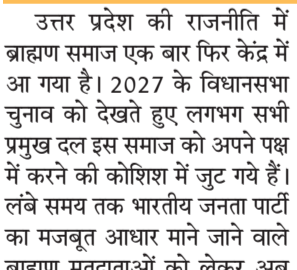 उत्तर प्रदेश की राजनीति में
ब्राह्मण समाज एक बार फिर केंद्र में
आ गया है। 2027 के विधानसभा
चुनाव को देखते हुए लगभग सभी
प्रमुख दल इस समाज को अपने पक्ष
में करने की कोशिश में जुट गये हैं।
लंबे समय तक भारतीय जनता पार्टी
का मजबूत आधार माने जाने वाले
ब्राह्मण मतदाताओं को लेकर अब